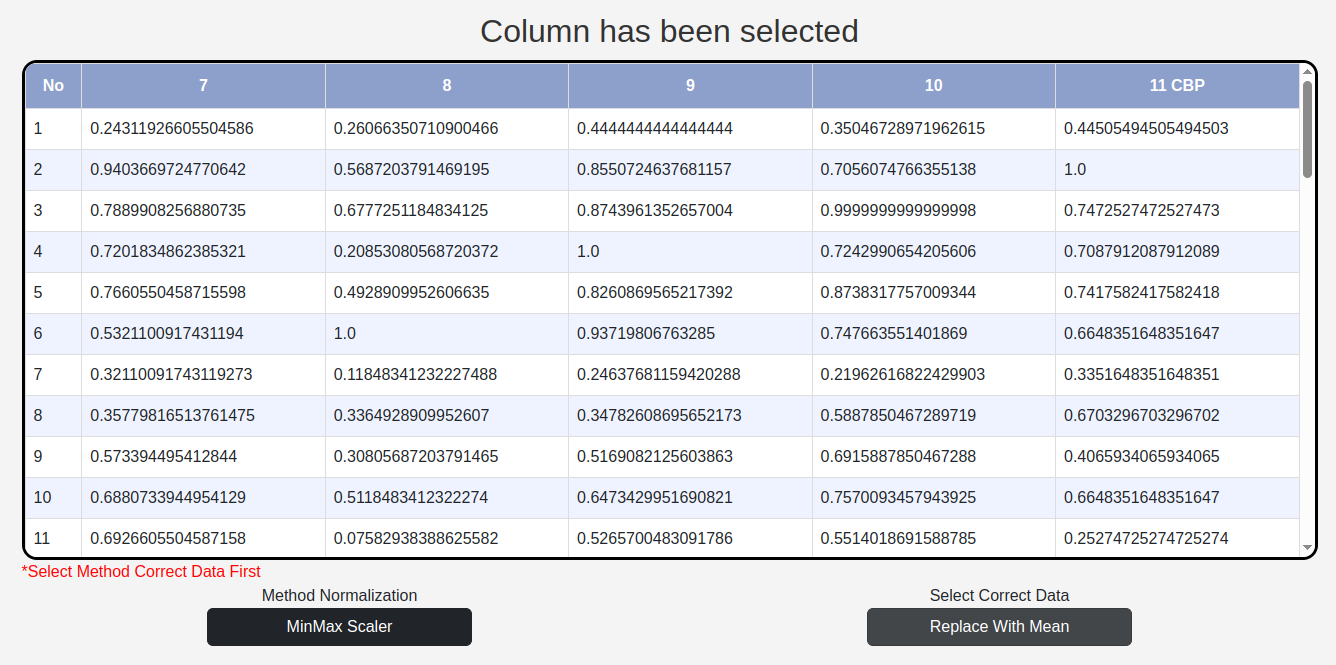 Column has been selected
No 7 8 9 10 11 CBP
1 0.24311926605504586 0.26066350710900466 0.4444444444444444 0.35046728971962615 0.44505494505494503
2 0.9403669724770642 0.5687203791469195 0.8550724637681157 0.7056074766355138 1.0
3 0.7889908256880735 0.6777251184834125 0.8743961352657004 0.9999999999999998 0.7472527472527473
4 0.7201834862385321 0.20853080568720372 1.0 0.7242990654205606 0.7087912087912089
5 0.7660550458715598 0.4928909952606635 0.8260869565217392 0.8738317757009344 0.7417582417582418
6 0.5321100917431194 1.0 0.93719806763285 0.747663551401869 0.6648351648351647
7 0.32110091743119273 0.11848341232227488 0.24637681159420288 0.21962616822429903 0.3351648351648351
8 0.35779816513761475 0.3364928909952607 0.34782608695652173 0.5887850467289719 0.6703296703296702
9 0.573394495412844 0.30805687203791465 0.5169082125603863 0.6915887850467288 0.4065934065934065
10 0.6880733944954129 0.5118483412322274 0.6473429951690821 0.7570093457943925 0.6648351648351647
11 0.6926605504587158 0.07582938388625582 0.5265700483091786 0.5514018691588785 0.25274725274725274
*Select Method Correct Data First
Method Normalization
MinMax Scaler
Select Correct Data
Replace With Mean